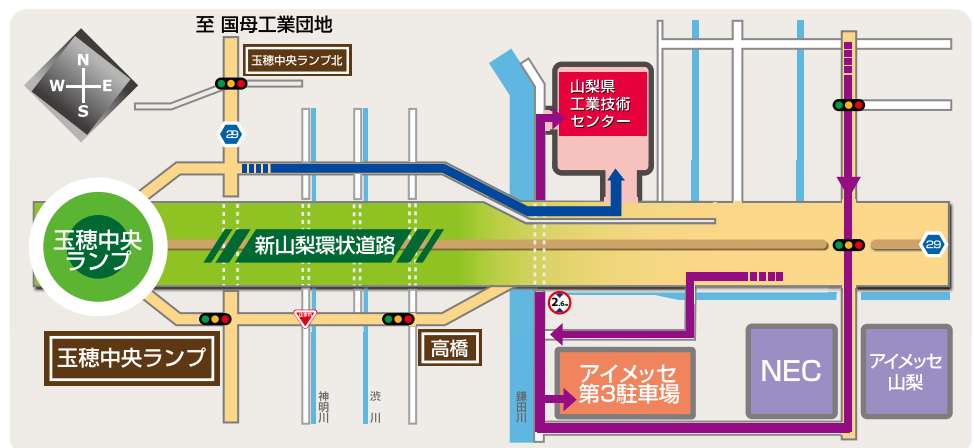 至 国母工業団地
玉穂中央ランプ北
N
W E
S
29
山梨県
工業技術
センター
玉穂中央
ランプ
新山梨環状道路
29
2.6m
玉穂中央ランプ
高橋
神明川
渋川
鎌田川
アイメッセ
第3駐車場
NEC
アイメッセ
山梨